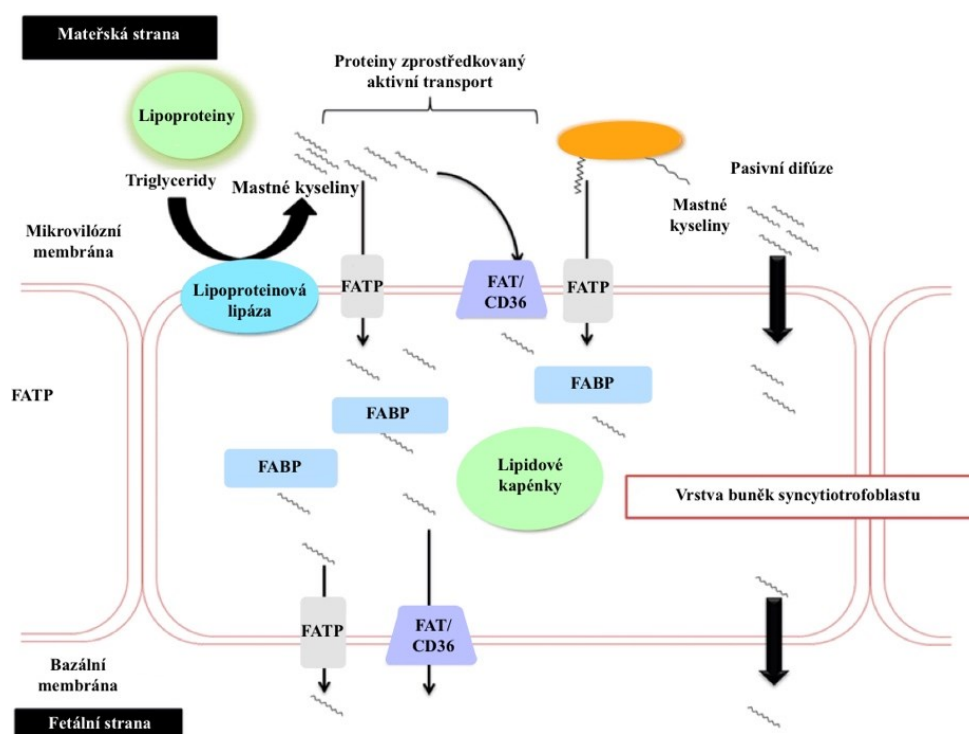 Mateřská strana
Proteiny zprostředkovaný
aktivní transport
Lipoproteiny
Triglyceridy
Mastné kyseliny
Pasivní difúze
Mastné
kyseliny
Mikrovilózní
membrána
Lipoproteinová
lipáza
FATP
FAT/
CD36
FATP
FATP
FABP
FABP
FABP
Lipidové
kapénky
Vrstva buněk syncytiotrofoblastu
FATP
FAT/
CD36
Bazální
membrána
Fetální strana